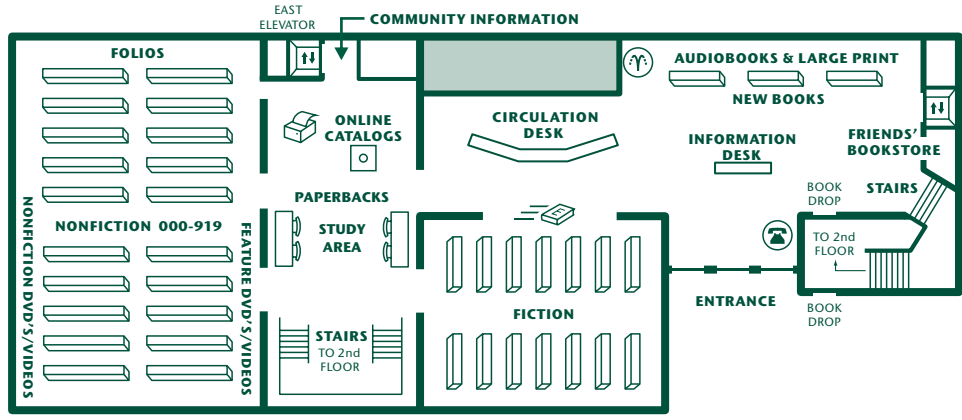 EAST
ELEVATOR
COMMUNITY INFORMATION
FOLIOS
AUDIOBOOKS & LARGE PRINT
NEW BOOKS
ONLINE
CATALOGS
CIRCULATION
DESK
INFORMATION
DESK
FRIENDS'
BOOKSTORE
PAPERBACKS
BOOK
DROP
STAIRS
NONFICTION DVD'S/VIDEOS
NONFICTION 000-919
FEATURE DVD'S/VIDEOS
STUDY
AREA
E
TO 2nd
FLOOR
ENTRANCE
FICTION
BOOK
DROP
STAIRS
TO 2nd
FLOOR